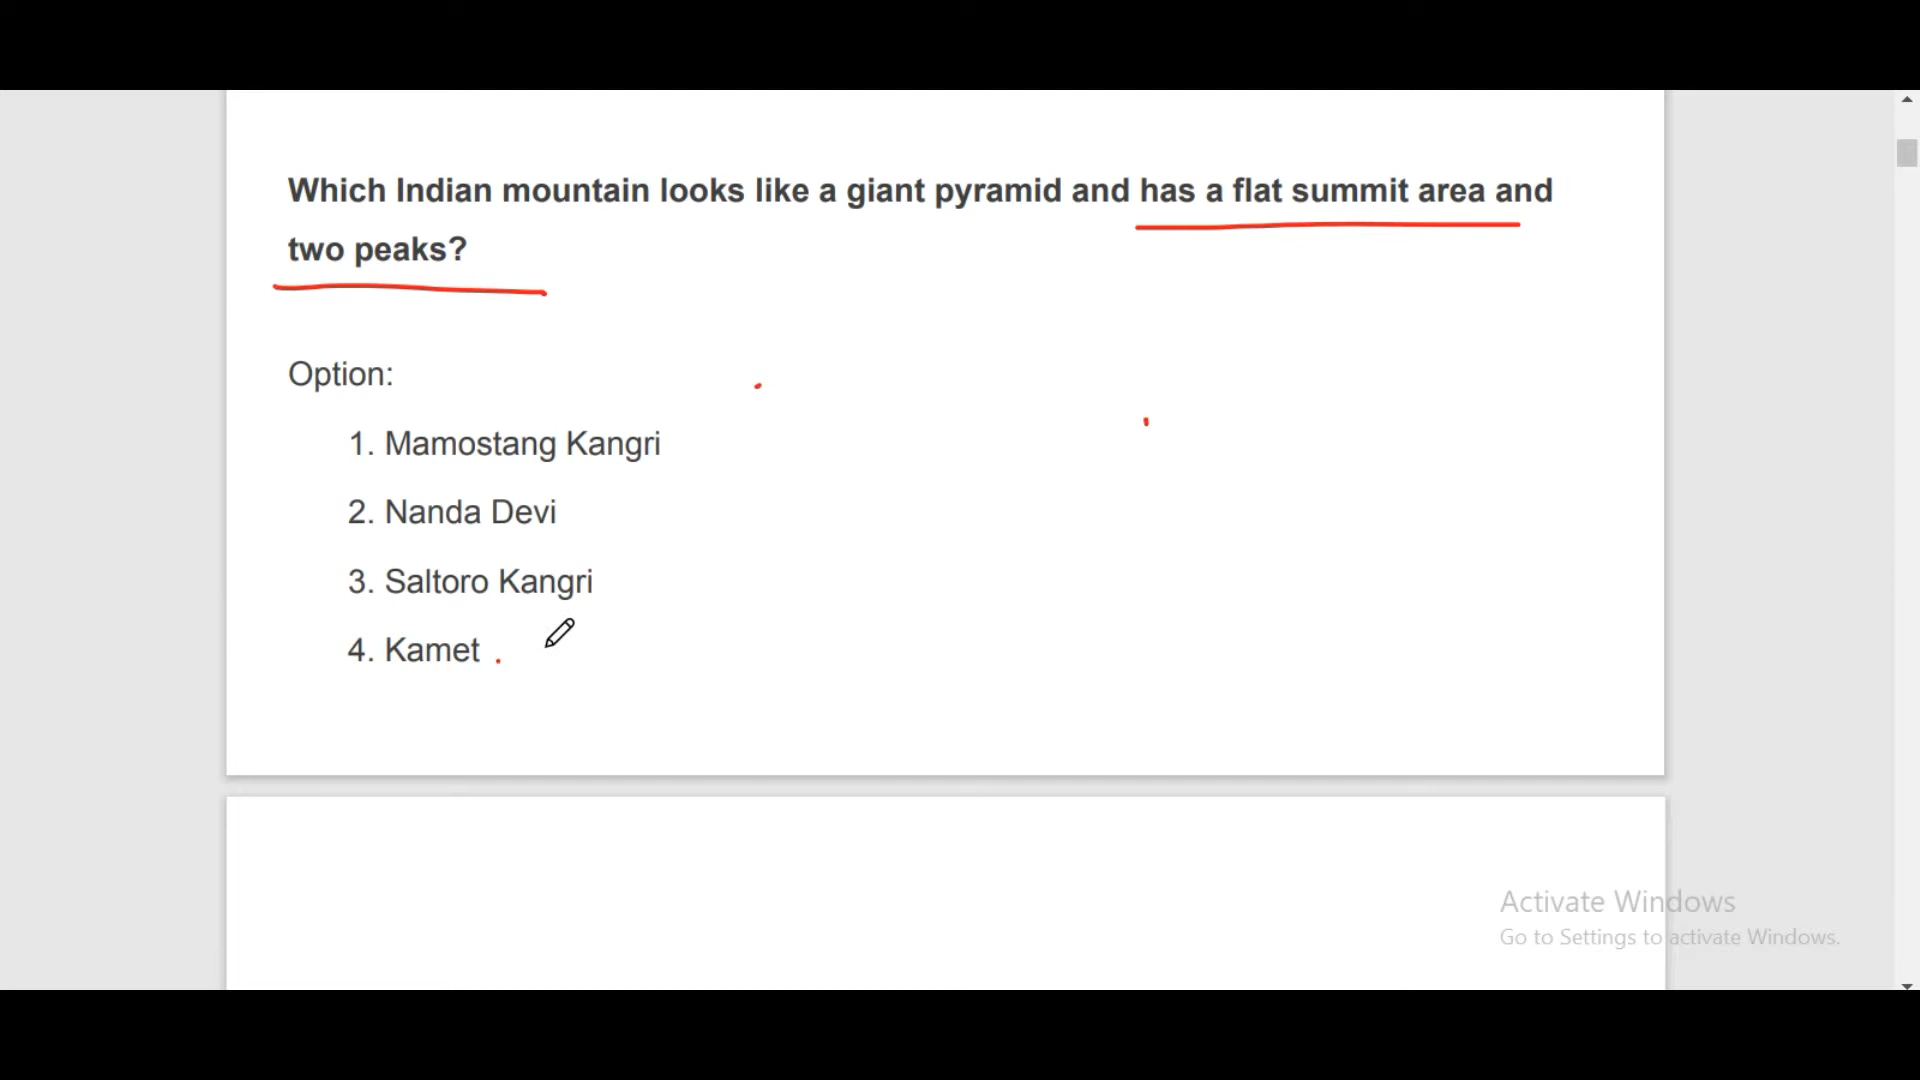 Which Indian mountain looks like a giant pyramid and has a flat summit area and
two peaks?
Option:
1. Mamostang Kangri
2. Nanda Devi
3. Saltoro Kangri
4. Kamet
Activate Windows
Go to Settings to activate Windows.